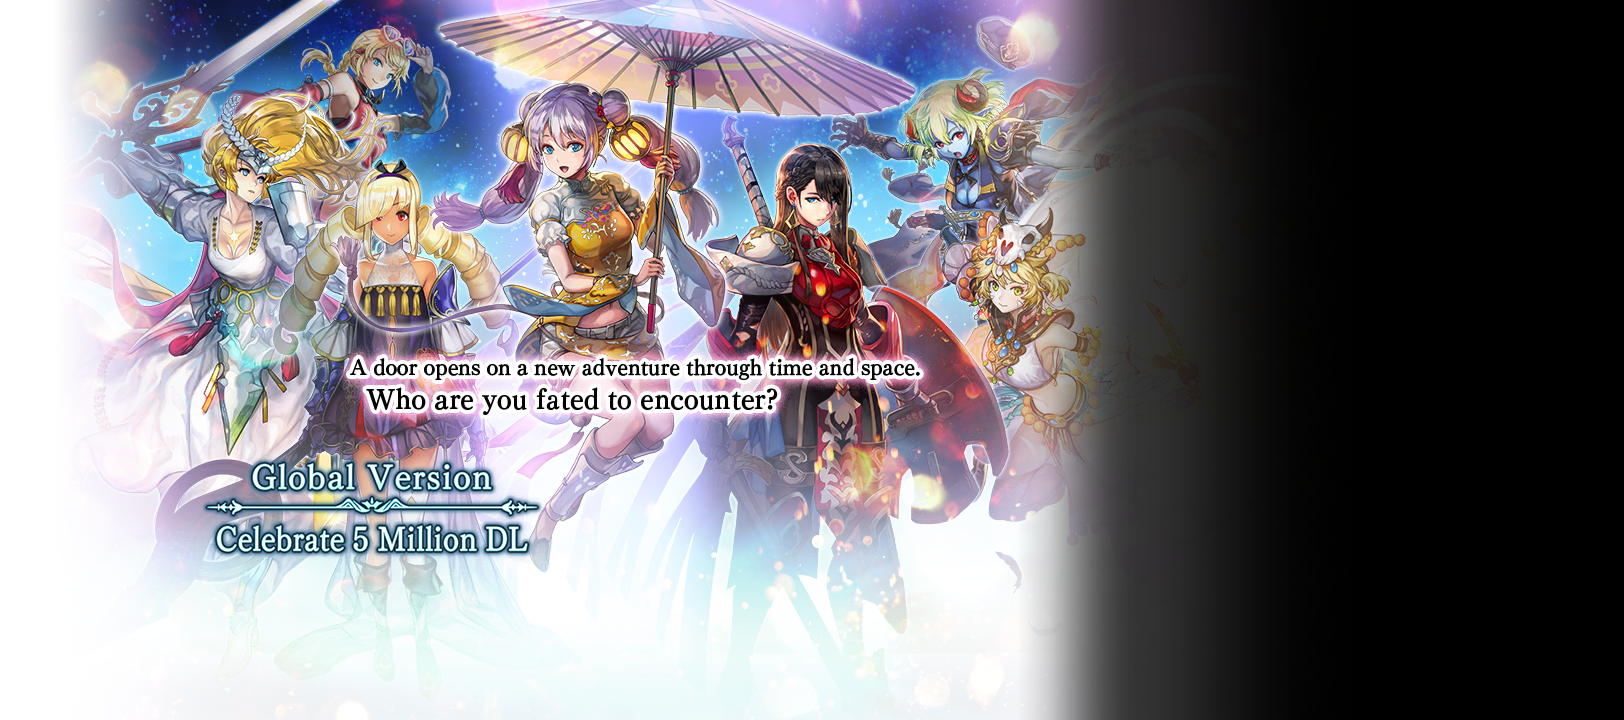 A door opens on a new adventure through time and space.
Who are you fated to encounter?
Global Version
Celebrate 5 Million DL